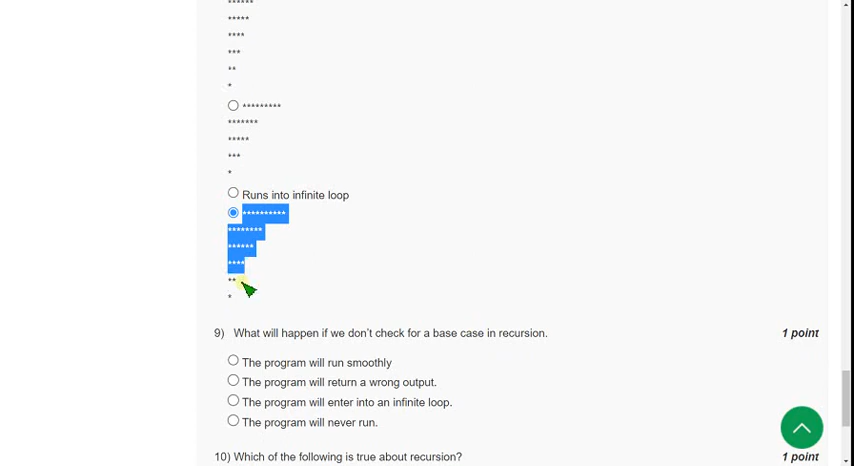 ******
*****
****
***
**
*
*********
*******
*****
***
*
Runs into infinite loop
**********
********
******
****
**
*
9) What will happen if we don't check for a base case in recursion. 1 point
The program will run smoothly
The program will return a wrong output.
The program will enter into an infinite loop.
The program will never run.
10) Which of the following is true about recursion? 1 point